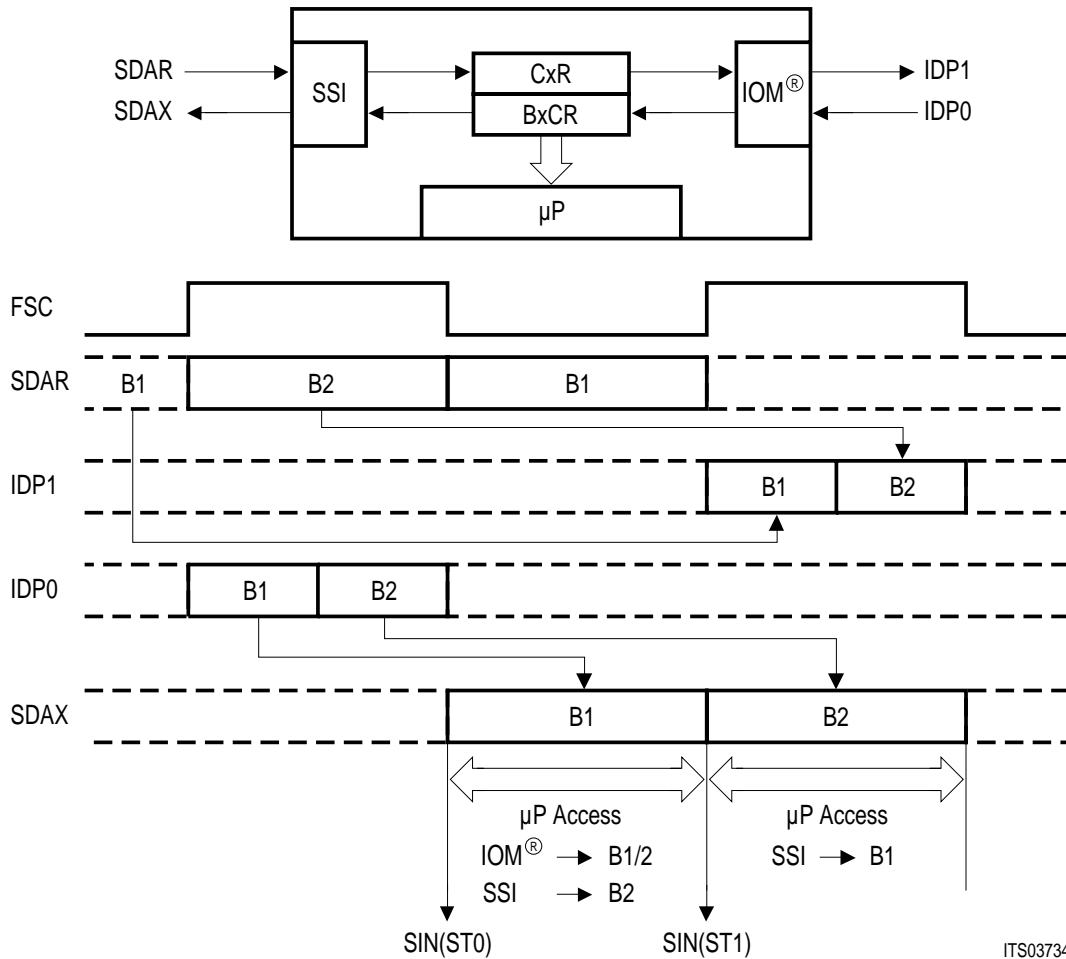 SDAR
SDAX
SSI
CxR
BxCR
IOM®
IDP1
IDP0
µP
FSC
SDAR B1 B2 B1
IDP1 B1 B2
IDP0 B1 B2
SDAX B1 B2
µP Access µP Access
IOM® B1/2 SSI B1
SSI B2
SIN(ST0) SIN(ST1)
ITS03734